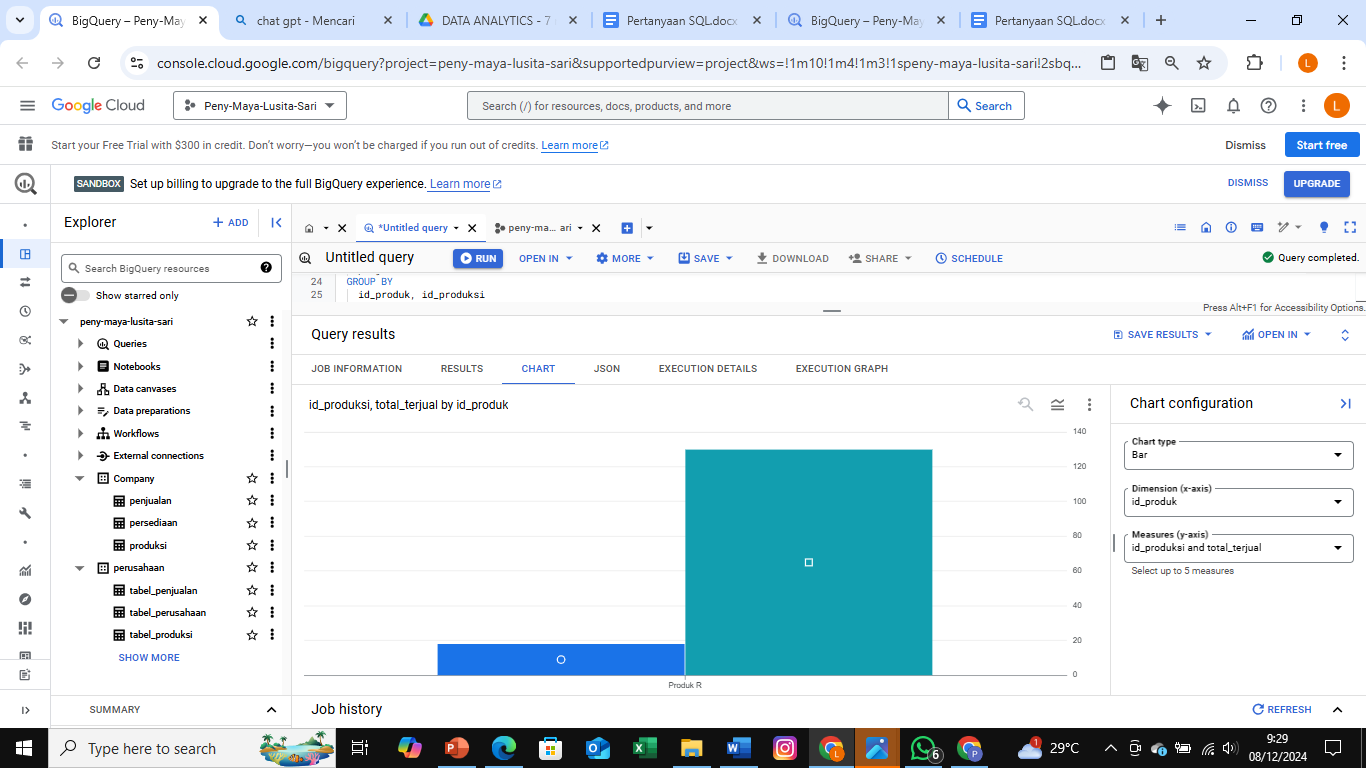 BigQuery – Peny-May
chat gpt - Mencari
DATA ANALYTICS - 7
Pertanyaan SQL.docx
BigQuery – Peny-May
Pertanyaan SQL.docx
console.cloud.google.com/bigquery?project=peny-maya-lusita-sari&supportedpurview=project&ws=!1m10!1m4!1m3!1speny-maya-lusita-sari!2sbq...
L
Google Cloud
Peny-Maya-Lusita-Sari
Search (/) for resources, docs, products, and more
Search
L
Start your Free Trial with $300 in credit. Don't worry—you won't be charged if you run out of credits. Learn more
Dismiss
Start free
SANDBOX Set up billing to upgrade to the full BigQuery experience. Learn more
DISMISS
UPGRADE
Explorer
+ ADD
*Untitled query
peny-ma... ari
Untitled query
RUN
OPEN IN
MORE
SAVE
DOWNLOAD
SHARE
SCHEDULE
Query completed.
Search BigQuery resources
Show starred only
24 GROUP BY
25 id_produk, id_produksi
Press Alt+F1 for Accessibility Options.
peny-maya-lusita-sari
Queries
Notebooks
Data canvases
Data preparations
Workflows
External connections
Company
penjualan
persediaan
produksi
perusahaan
tabel_penjualan
tabel_perusahaan
tabel_produksi
SHOW MORE
SUMMARY
Query results
SAVE RESULTS
OPEN IN
JOB INFORMATION
RESULTS
CHART
JSON
EXECUTION DETAILS
EXECUTION GRAPH
id_produksi, total_terjual by id_produk
140
120
100
80
60
40
20
0
Produk R
Chart configuration
Chart type
Bar
Dimension (x-axis)
id_produk
Measures (y-axis)
id_produksi and total_terjual
Select up to 5 measures
Job history
REFRESH
Type here to search
L
6
P
1
29°C
9:29
08/12/2024